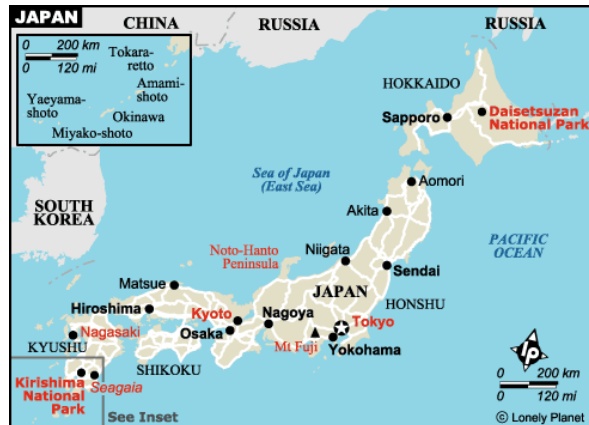 JAPAN
CHINA
RUSSIA
RUSSIA
0 200 km
0 120 mi
Tokara-
retto
Amami-
shoto
Yaeyama-
shoto
Okinawa
Miyako-shoto
HOKKAIDO
Sapporo
Daisetsuzan
National Park
SOUTH
KOREA
Sea of Japan
(East Sea)
Aomori
Akita
PACIFIC
OCEAN
Noto-Hanto
Peninsula
Niigata
Sendai
Matsue
JAPAN
HONSHU
Hiroshima
Kyoto
Nagoya
Tokyo
Nagasaki
Osaka
Mt Fuji
Yokohama
KYUSHU
SHIKOKU
Kirishima
National
Park
Seagaia
See Inset
lp
0 200 km
0 120 mi
© Lonely Planet